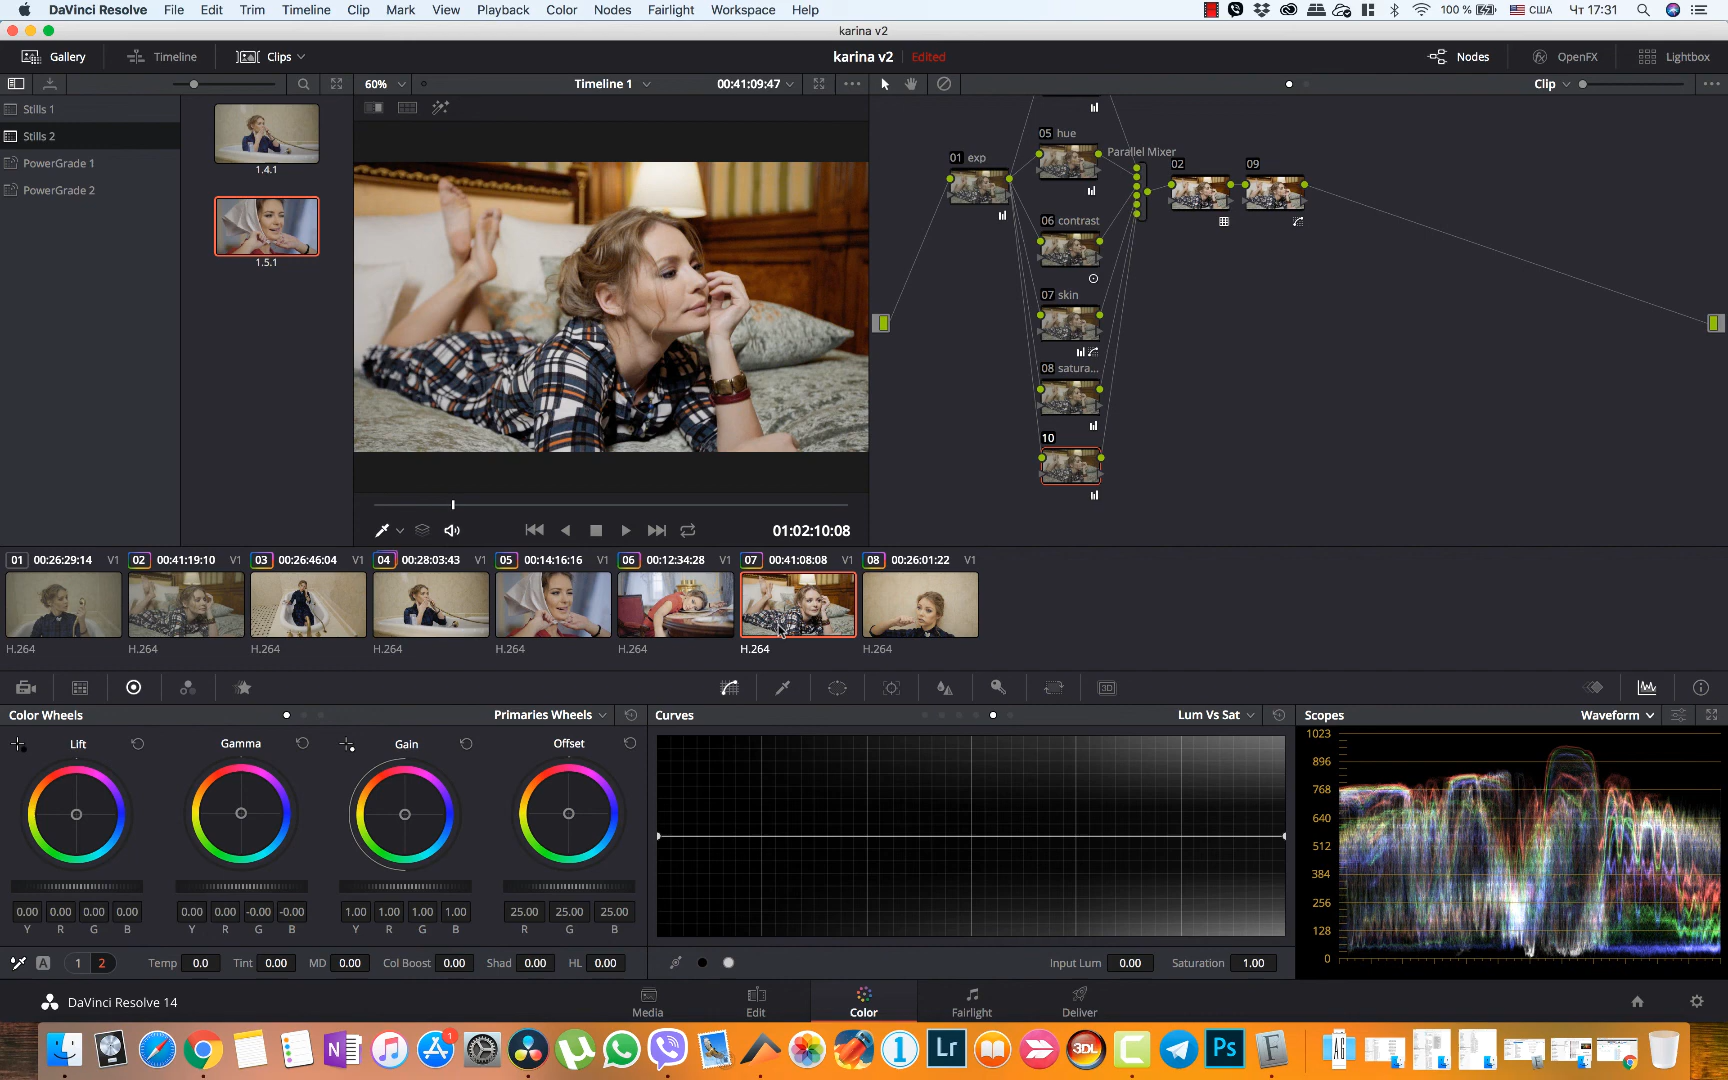 DaVinci Resolve File Edit Trim Timeline Clip Mark View Playback Color Nodes Fairlight Workspace Help 100 % США Чт 17:31
karina v2
Gallery Timeline Clips karina v2 Edited Nodes OpenFX Lightbox
60% Timeline 1 00:41:09:47 Clip
Stills 1
Stills 2
PowerGrade 1
PowerGrade 2
1.4.1
1.5.1
01 exp
05 hue
Parallel Mixer
02
09
06 contrast
07 skin
08 satura...
10
01:02:10:08
01 00:26:29:14 V1 02 00:41:19:10 V1 03 00:26:46:04 V1 04 00:28:03:43 V1 05 00:14:16:16 V1 06 00:12:34:28 V1 07 00:41:08:08 V1 08 00:26:01:22 V1
H.264 H.264 H.264 H.264 H.264 H.264 H.264 H.264
3D
Color Wheels Primaries Wheels Curves Lum Vs Sat Scopes Waveform
Lift Gamma Gain Offset
1023
896
768
640
512
384
256
128
0
0.00 0.00 0.00 0.00 0.00 0.00 -0.00 -0.00 1.00 1.00 1.00 1.00 25.00 25.00 25.00
Y R G B Y R G B Y R G B R G B
A 1 2 Temp 0.0 Tint 0.00 MD 0.00 Col Boost 0.00 Shad 0.00 HL 0.00 Input Lum 0.00 Saturation 1.00
DaVinci Resolve 14
Media Edit Color Fairlight Deliver
N 1 1 Lr 3DL C Ps F